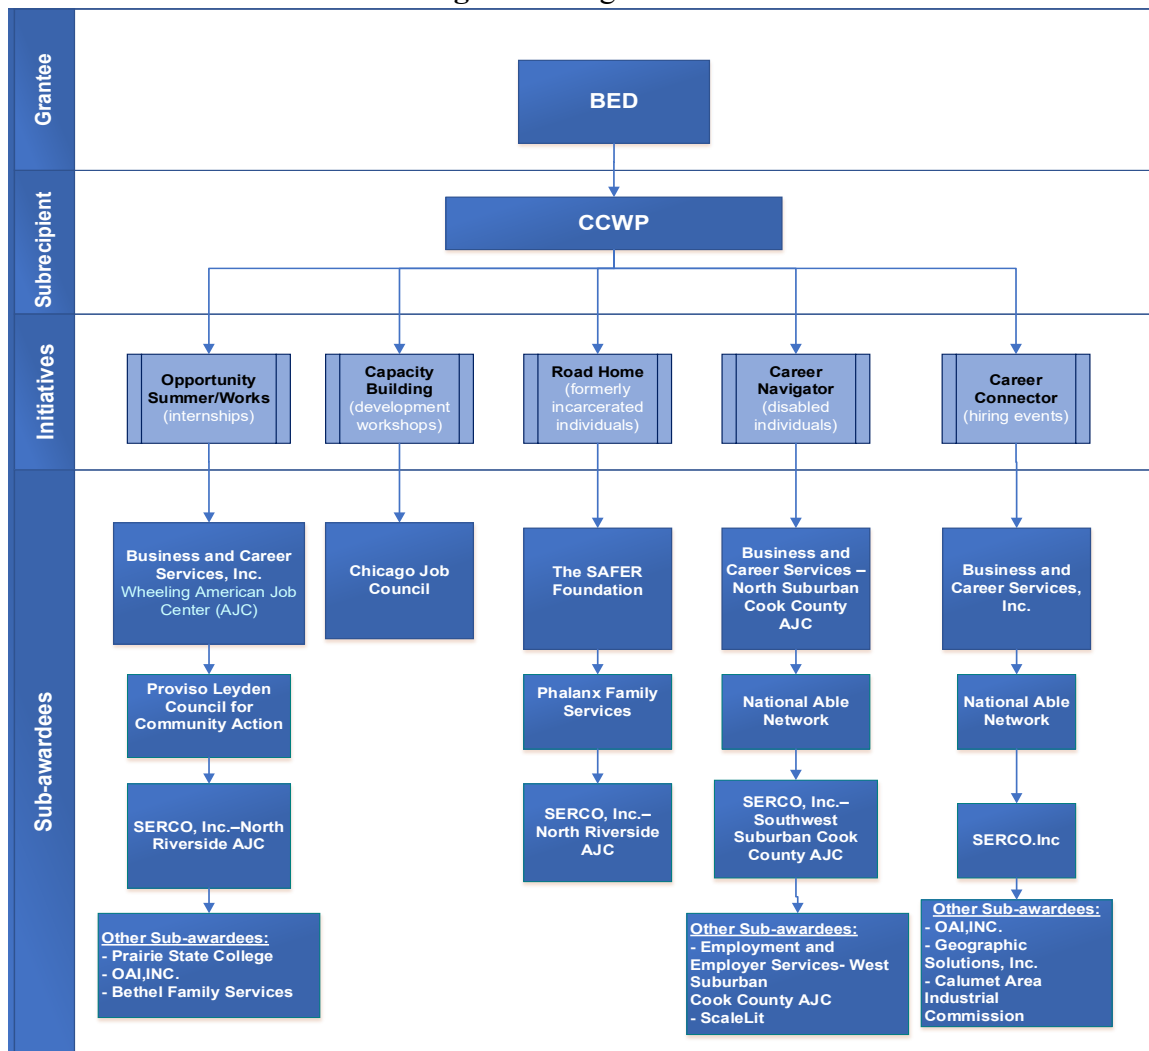 Grantee
BED
Subrecipient
CCWP
Initiatives
Opportunity
Summer/Works
(internships)
Capacity
Building
(development
workshops)
Road Home
(formerly
incarcerated
individuals)
Career
Navigator
(disabled
individuals)
Career
Connector
(hiring events)
Sub-awardees
Business and Career
Services, Inc.
Wheeling American Job
Center (AJC)
Proviso Leyden
Council for
Community Action
SERCO, Inc.–North
Riverside AJC
Other Sub-awardees:
- Prairie State College
- OAI,INC.
- Bethel Family Services
Chicago Job
Council
The SAFER
Foundation
Phalanx Family
Services
SERCO, Inc.–
North Riverside
AJC
Business and
Career Services –
North Suburban
Cook County
AJC
National Able
Network
SERCO, Inc.–
Southwest
Suburban Cook
County AJC
Other Sub-awardees:
- Employment and
Employer Services- West
Suburban
Cook County AJC
- ScaleLit
Business and
Career Services,
Inc.
National Able
Network
SERCO.Inc
Other Sub-awardees:
- OAI,INC.
- Geographic
Solutions, Inc.
- Calumet Area
Industrial
Commission